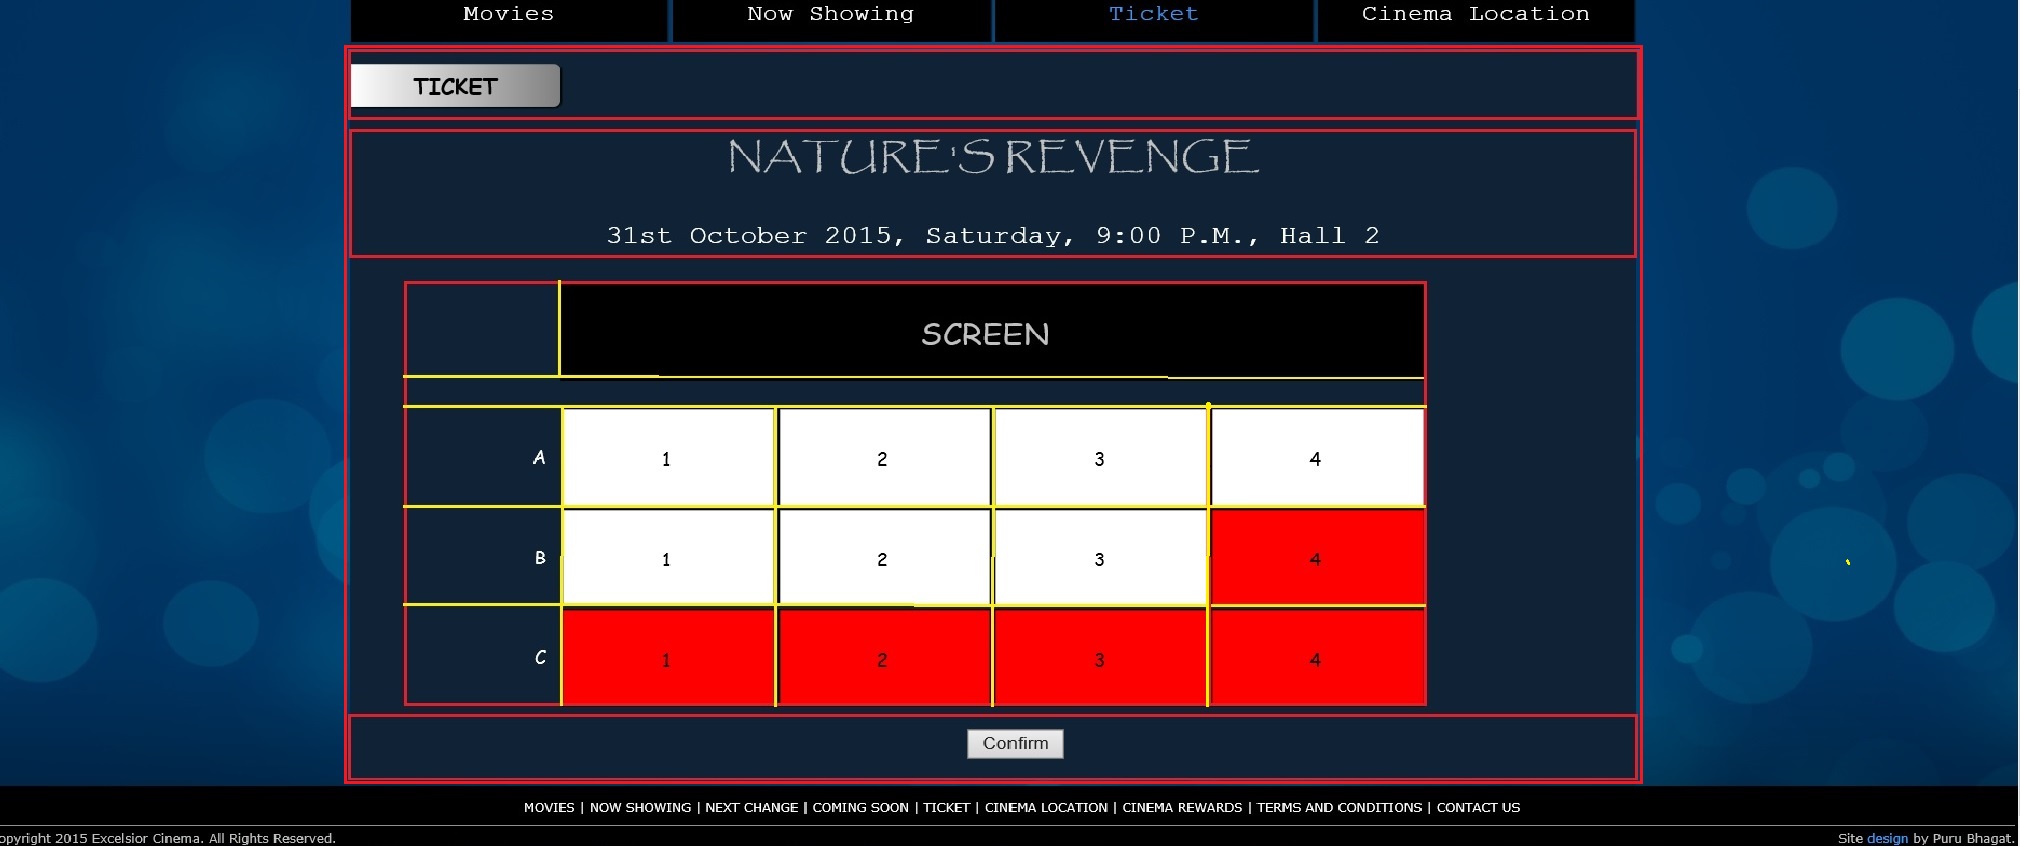 Movies Now Showing Ticket Cinema Location
TICKET
NATURE'S REVENGE
31st October 2015, Saturday, 9:00 P.M., Hall 2
SCREEN
A 1 2 3 4
B 1 2 3 4
C 1 2 3 4
Confirm
MOVIES | NOW SHOWING | NEXT CHANGE | COMING SOON | TICKET | CINEMA LOCATION | CINEMA REWARDS | TERMS AND CONDITIONS | CONTACT US
opyright 2015 Excelsior Cinema. All Rights Reserved. Site design by Puru Bhagat.